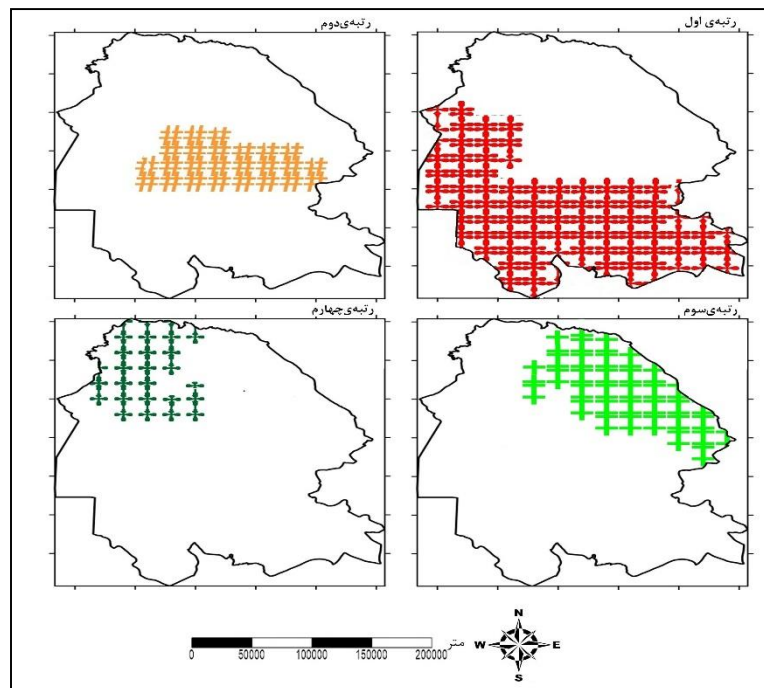 رتبه‌ی اول
رتبه‌ی دوم
رتبه‌ی سوم
رتبه‌ی چهارم
0 50000 100000 150000 200000 متر
N
W E
S